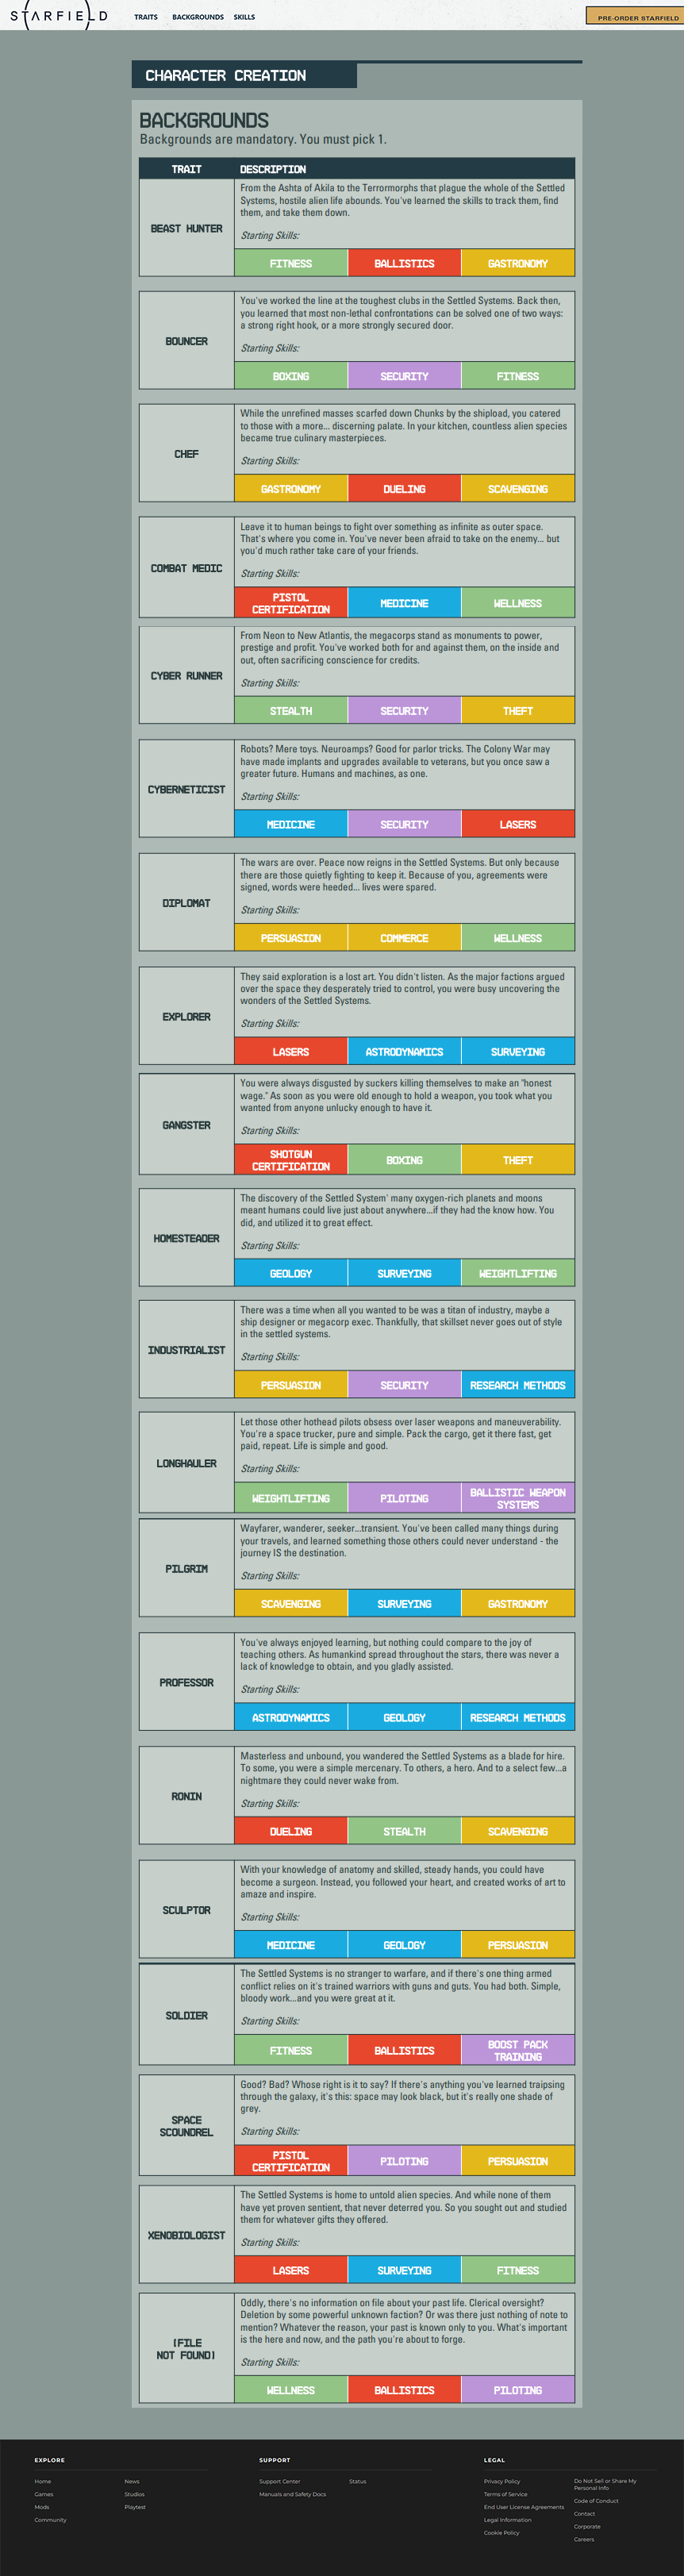 STARFIELD
TRAITS BACKGROUNDS SKILLS
PRE-ORDER STARFIELD
CHARACTER CREATION
BACKGROUNDS
Backgrounds are mandatory. You must pick 1.
TRAIT DESCRIPTION
BEAST HUNTER
From the Ashta of Akila to the Terrormorphs that plague the whole of the Settled
Systems, hostile alien life abounds. You've learned the skills to track them, find
them, and take them down.
Starting Skills:
FITNESS BALLISTICS GASTRONOMY
BOUNCER
You've worked the line at the toughest clubs in the Settled Systems. Back then,
you learned that most non-lethal confrontations can be solved one of two ways:
a strong right hook, or a more strongly secured door.
Starting Skills:
BOXING SECURITY FITNESS
CHEF
While the unrefined masses scarfed down Chunks by the shipload, you catered
to those with a more... discerning palate. In your kitchen, countless alien species
became true culinary masterpieces.
Starting Skills:
GASTRONOMY DUELING SCAVENGING
COMBAT MEDIC
Leave it to human beings to fight over something as infinite as outer space.
That's where you come in. You've never been afraid to take on the enemy... but
you'd much rather take care of your friends.
Starting Skills:
PISTOL
CERTIFICATION MEDICINE WELLNESS
CYBER RUNNER
From Neon to New Atlantis, the megacorps stand as monuments to power,
prestige and profit. You've worked both for and against them, on the inside and
out, often sacrificing conscience for credits.
Starting Skills:
STEALTH SECURITY THEFT
CYBERNETICIST
Robots? Mere toys. Neuroamps? Good for parlor tricks. The Colony War may
have made implants and upgrades available to veterans, but you once saw a
greater future. Humans and machines, as one.
Starting Skills:
MEDICINE SECURITY LASERS
DIPLOMAT
The wars are over. Peace now reigns in the Settled Systems. But only because
there are those quietly fighting to keep it. Because of you, agreements were
signed, words were heeded... lives were spared.
Starting Skills:
PERSUASION COMMERCE WELLNESS
EXPLORER
They said exploration is a lost art. You didn't listen. As the major factions argued
over the space they desperately tried to control, you were busy uncovering the
wonders of the Settled Systems.
Starting Skills:
LASERS ASTRODYNAMICS SURVEYING
GANGSTER
You were always disgusted by suckers killing themselves to make an "honest
wage." As soon as you were old enough to hold a weapon, you took what you
wanted from anyone unlucky enough to have it.
Starting Skills:
SHOTGUN
CERTIFICATION BOXING THEFT
HOMESTEADER
The discovery of the Settled System' many oxygen-rich planets and moons
meant humans could live just about anywhere...if they had the know how. You
did, and utilized it to great effect.
Starting Skills:
GEOLOGY SURVEYING WEIGHTLIFTING
INDUSTRIALIST
There was a time when all you wanted to be was a titan of industry, maybe a
ship designer or megacorp exec. Thankfully, that skillset never goes out of style
in the settled systems.
Starting Skills:
PERSUASION SECURITY RESEARCH METHODS
LONGHAULER
Let those other hothead pilots obsess over laser weapons and maneuverability.
You're a space trucker, pure and simple. Pack the cargo, get it there fast, get
paid, repeat. Life is simple and good.
Starting Skills:
WEIGHTLIFTING PILOTING BALLISTIC WEAPON
SYSTEMS
PILGRIM
Wayfarer, wanderer, seeker...transient. You've been called many things during
your travels, and learned something those others could never understand - the
journey IS the destination.
Starting Skills:
SCAVENGING SURVEYING GASTRONOMY
PROFESSOR
You've always enjoyed learning, but nothing could compare to the joy of
teaching others. As humankind spread throughout the stars, there was never a
lack of knowledge to obtain, and you gladly assisted.
Starting Skills:
ASTRODYNAMICS GEOLOGY RESEARCH METHODS
RONIN
Masterless and unbound, you wandered the Settled Systems as a blade for hire.
To some, you were a simple mercenary. To others, a hero. And to a select few...a
nightmare they could never wake from.
Starting Skills:
DUELING STEALTH SCAVENGING
SCULPTOR
With your knowledge of anatomy and skilled, steady hands, you could have
become a surgeon. Instead, you followed your heart, and created works of art to
amaze and inspire.
Starting Skills:
MEDICINE GEOLOGY PERSUASION
SOLDIER
The Settled Systems is no stranger to warfare, and if there's one thing armed
conflict relies on it's trained warriors with guns and guts. You had both. Simple,
bloody work...and you were great at it.
Starting Skills:
FITNESS BALLISTICS BOOST PACK
TRAINING
SPACE
SCOUNDREL
Good? Bad? Whose right is it to say? If there's anything you've learned traipsing
through the galaxy, it's this: space may look black, but it's really one shade of
grey.
Starting Skills:
PISTOL
CERTIFICATION PILOTING PERSUASION
XENOBIOLOGIST
The Settled Systems is home to untold alien species. And while none of them
have yet proven sentient, that never deterred you. So you sought out and studied
them for whatever gifts they offered.
Starting Skills:
LASERS SURVEYING FITNESS
[FILE
NOT FOUND]
Oddly, there's no information on file about your past life. Clerical oversight?
Deletion by some powerful unknown faction? Or was there just nothing of note to
mention? Whatever the reason, your past is known only to you. What's important
is the here and now, and the path you're about to forge.
Starting Skills:
WELLNESS BALLISTICS PILOTING
EXPLORE
Home
Games
Mods
Community
News
Studios
Playtest
SUPPORT
Support Center
Manuals and Safety Docs
Status
LEGAL
Privacy Policy
Terms of Service
End User License Agreements
Legal Information
Cookie Policy
Do Not Sell or Share My
Personal Info
Code of Conduct
Contact
Corporate
Careers